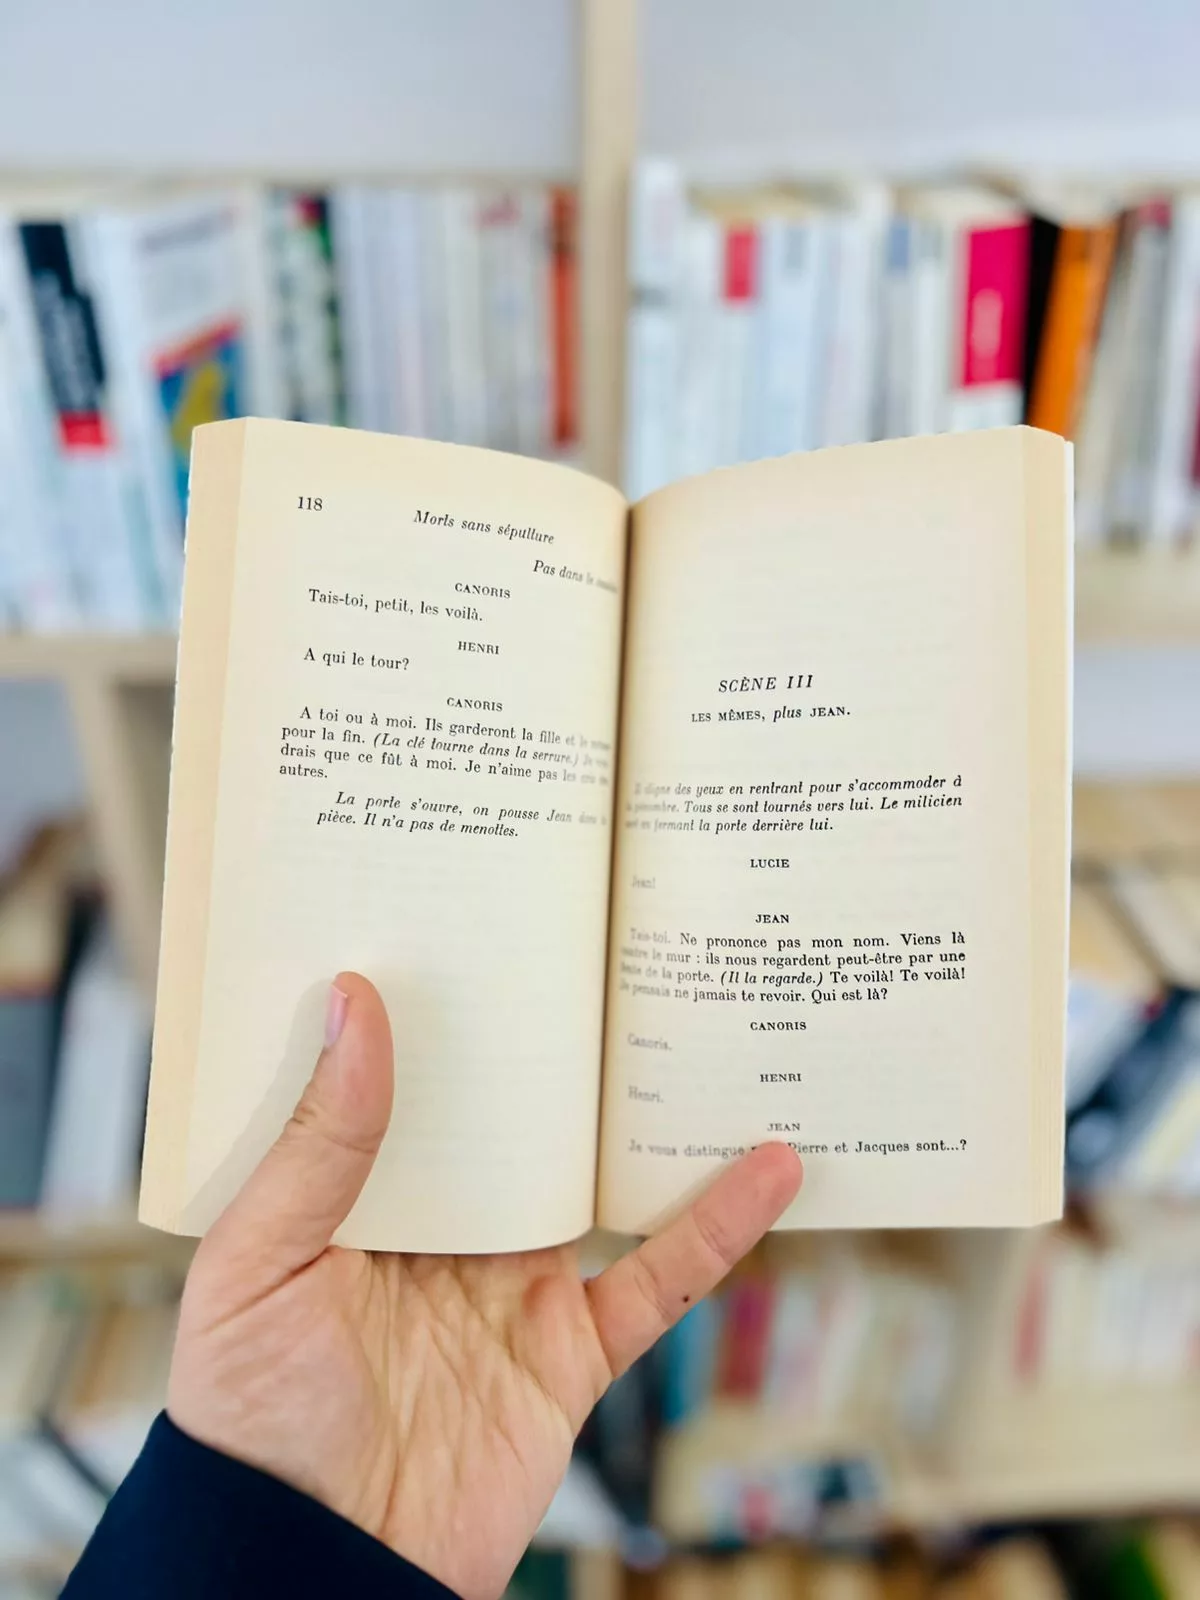 118
Morts sans sépulture
Pas dans le
CANORIS
Tais-toi, petit, les voilà.
HENRI
A qui le tour?
CANORIS
A toi ou à moi. Ils garderont la fille et le
pour la fin. (La clé tourne dans la serrure.) Je
drais que ce fût à moi. Je n'aime pas les cris
autres.
La porte s'ouvre, on pousse Jean dans
pièce. Il n'a pas de menottes.
SCÈNE III
LES MÊMES, plus JEAN.
Il cligne des yeux en rentrant pour s'accommoder à
la pénombre. Tous se sont tournés vers lui. Le milicien
sort en fermant la porte derrière lui.
LUCIE
Jean!
JEAN
Tais-toi. Ne prononce pas mon nom. Viens là
contre le mur : ils nous regardent peut-être par une
fente de la porte. (Il la regarde.) Te voilà! Te voilà!
Je pensais ne jamais te revoir. Qui est là?
CANORIS
Canoris.
HENRI
Henri.
JEAN
Je vous distingue Pierre et Jacques sont...?